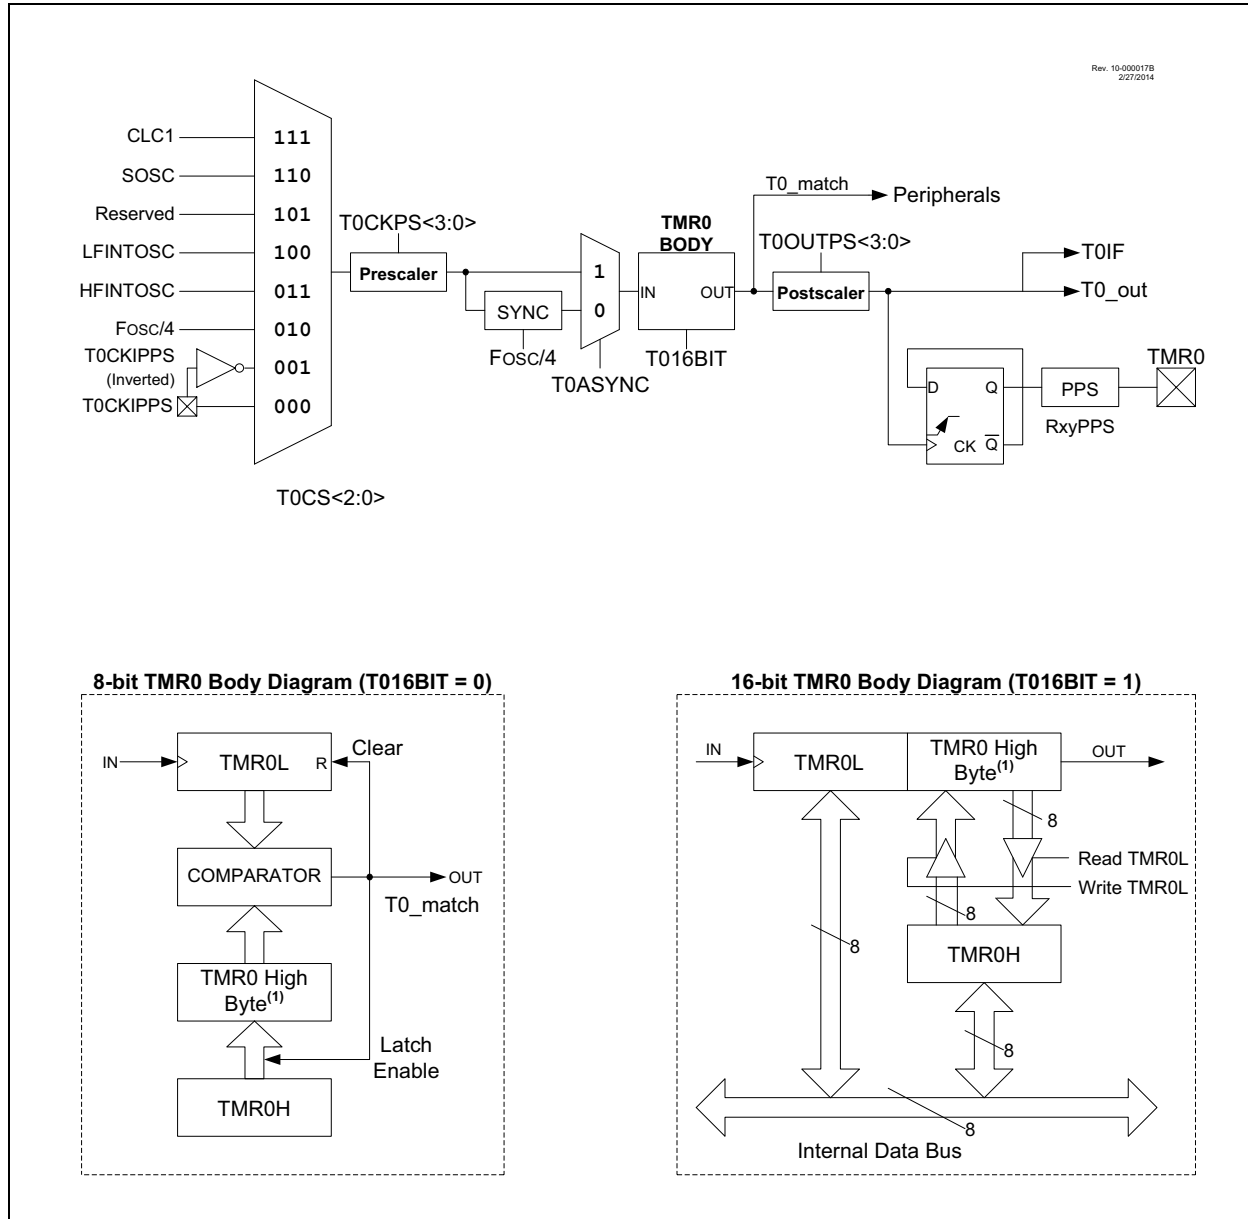 Rev. 10-000017B
2/27/2014
CLC1
111
SOSC
110
Reserved
101
LFINTOSC
100
HFINTOSC
011
FOSC/4
010
T0CKIPPS
(Inverted)
001
T0CKIPPS
000
T0CS<2:0>
T0CKPS<3:0>
Prescaler
SYNC
FOSC/4
1
0
T0ASYNC
TMR0
BODY
IN
OUT
T016BIT
T0_match
Peripherals
T0OUTPS<3:0>
Postscaler
T0IF
T0_out
D
Q
CK
Q
PPS
RxyPPS
TMR0
8-bit TMR0 Body Diagram (T016BIT = 0)
IN
TMR0L
R
Clear
COMPARATOR
OUT
T0_match
TMR0 High
Byte(1)
Latch
Enable
TMR0H
16-bit TMR0 Body Diagram (T016BIT = 1)
IN
TMR0L
TMR0 High
Byte(1)
OUT
8
Read TMR0L
Write TMR0L
8
8
TMR0H
8
8
Internal Data Bus